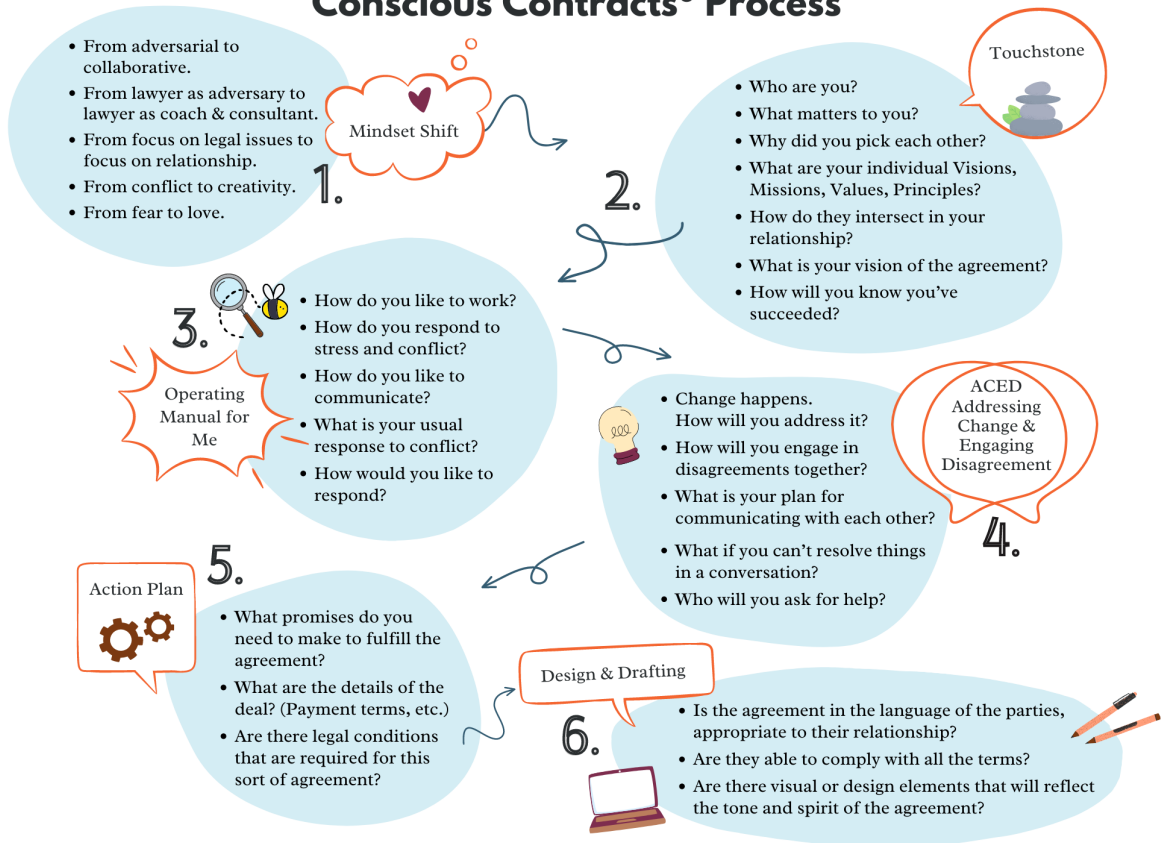 Conscious Contracts® Process
• From adversarial to
collaborative.
• From lawyer as adversary to
lawyer as coach & consultant.
• From focus on legal issues to
focus on relationship.
• From conflict to creativity.
• From fear to love.
Mindset Shift
1.
Touchstone
2.
• Who are you?
• What matters to you?
• Why did you pick each other?
• What are your individual Visions,
Missions, Values, Principles?
• How do they intersect in your
relationship?
• What is your vision of the agreement?
• How will you know you’ve
succeeded?
3.
Operating
Manual for
Me
• How do you like to work?
• How do you respond to
stress and conflict?
• How do you like to
communicate?
• What is your usual
response to conflict?
• How would you like to
respond?
ACED
Addressing
Change &
Engaging
Disagreement
4.
• Change happens.
How will you address it?
• How will you engage in
disagreements together?
• What is your plan for
communicating with each other?
• What if you can’t resolve things
in a conversation?
• Who will you ask for help?
5.
Action Plan
• What promises do you
need to make to fulfill the
agreement?
• What are the details of the
deal? (Payment terms, etc.)
• Are there legal conditions
that are required for this
sort of agreement?
Design & Drafting
6.
• Is the agreement in the language of the parties,
appropriate to their relationship?
• Are they able to comply with all the terms?
• Are there visual or design elements that will reflect
the tone and spirit of the agreement?